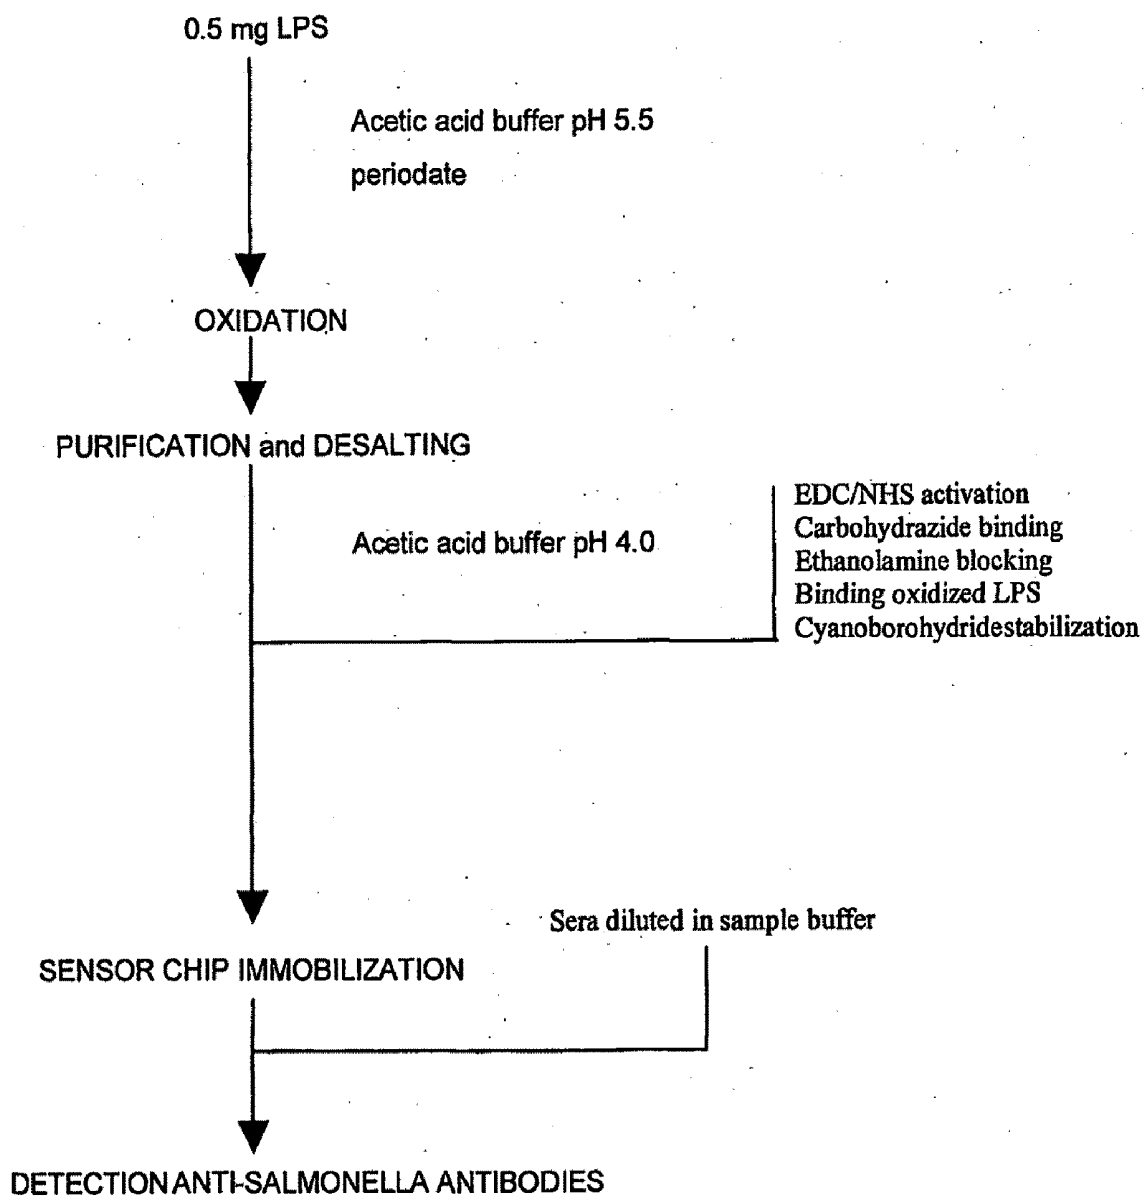 0.5 mg LPS
Acetic acid buffer pH 5.5
periodate
OXIDATION
PURIFICATION and DESALTING
EDC/NHS activation
Carbohydrazide binding
Acetic acid buffer pH 4.0
Ethanolamine blocking
Binding oxidized LPS
Cyanoborohydridestabilization
Sera diluted in sample buffer
SENSOR CHIP IMMOBILIZATION
DETECTION ANTI-SALMONELLA ANTIBODIES